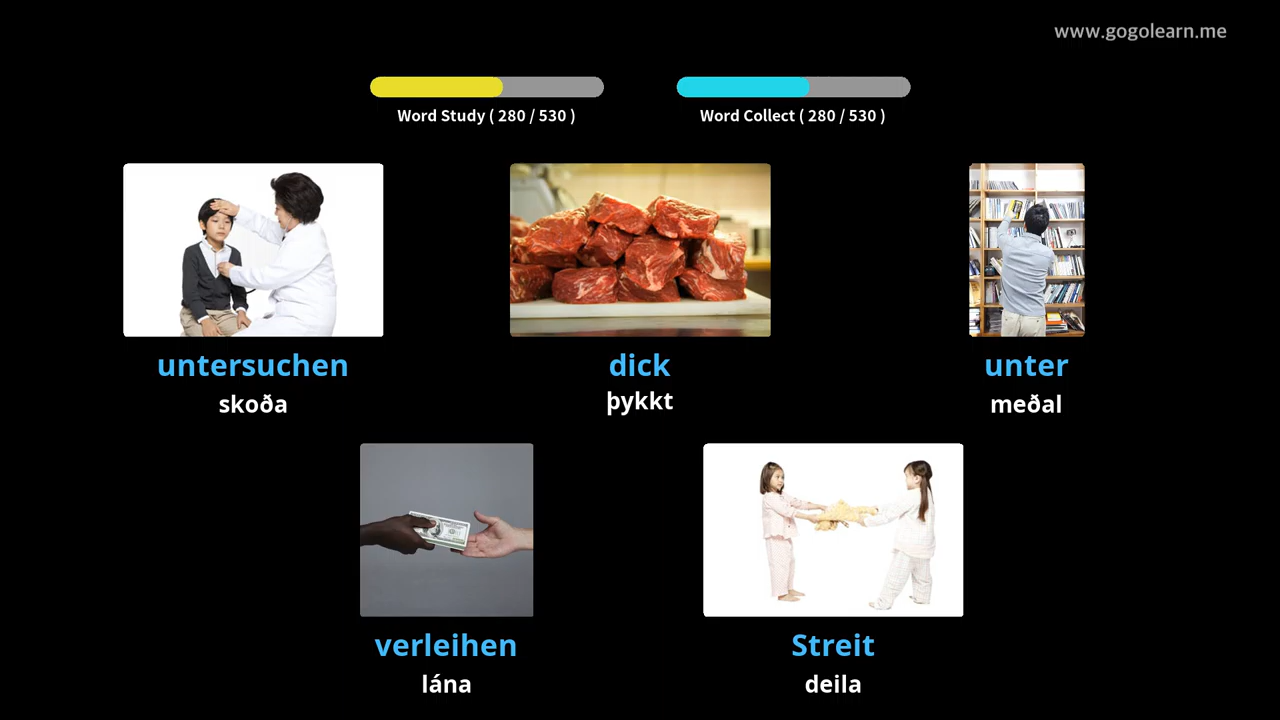 www.gogolearn.me
Word Study ( 280 / 530 )
Word Collect ( 280 / 530 )
untersuchen
skoða
dick
þykkt
unter
meðal
verleihen
lána
Streit
deila